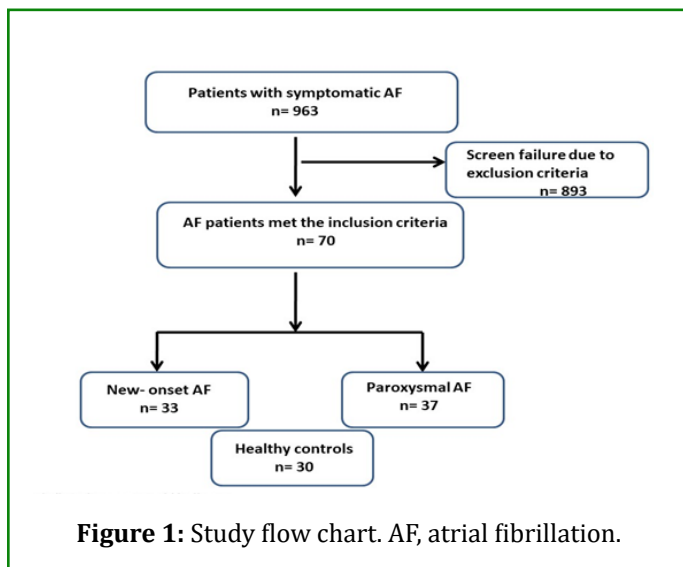 Patients with symptomatic AF
n= 963
Screen failure due to
exclusion criteria
n= 893
AF patients met the inclusion criteria
n= 70
New- onset AF
n= 33
Paroxysmal AF
n= 37
Healthy controls
n= 30
Figure 1: Study flow chart. AF, atrial fibrillation.